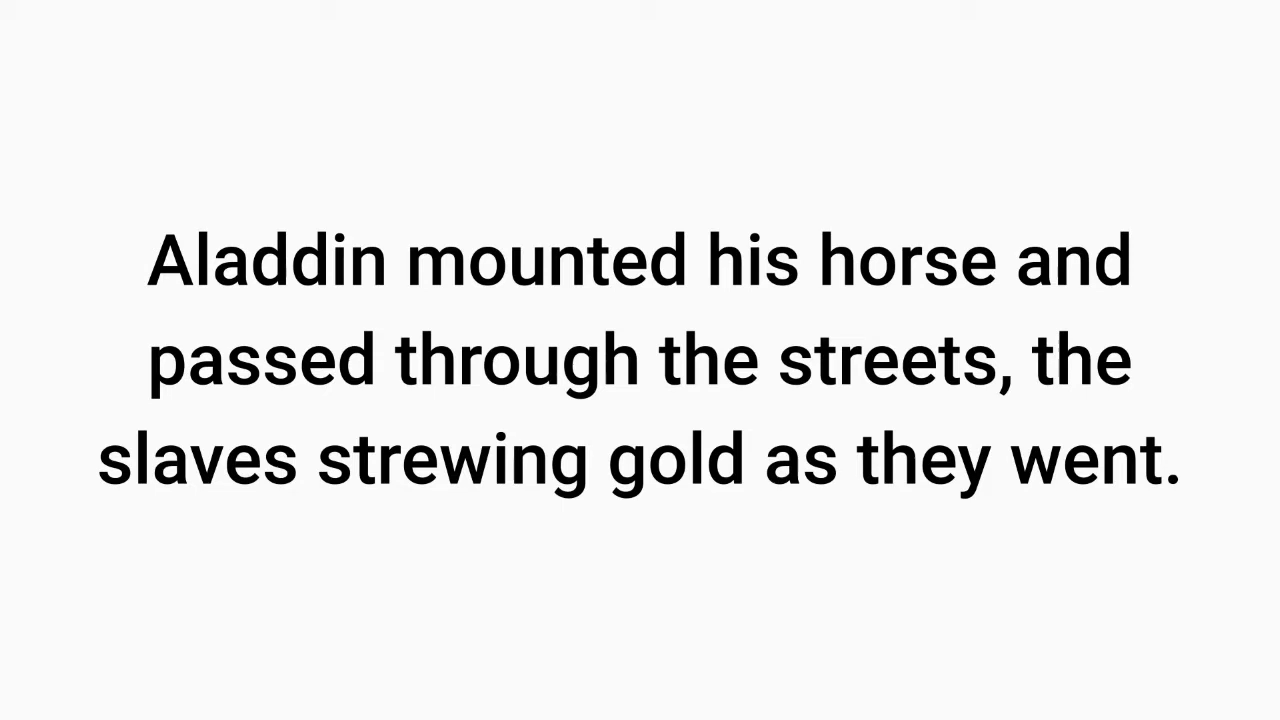 Aladdin mounted his horse and
passed through the streets, the
slaves strewing gold as they went.